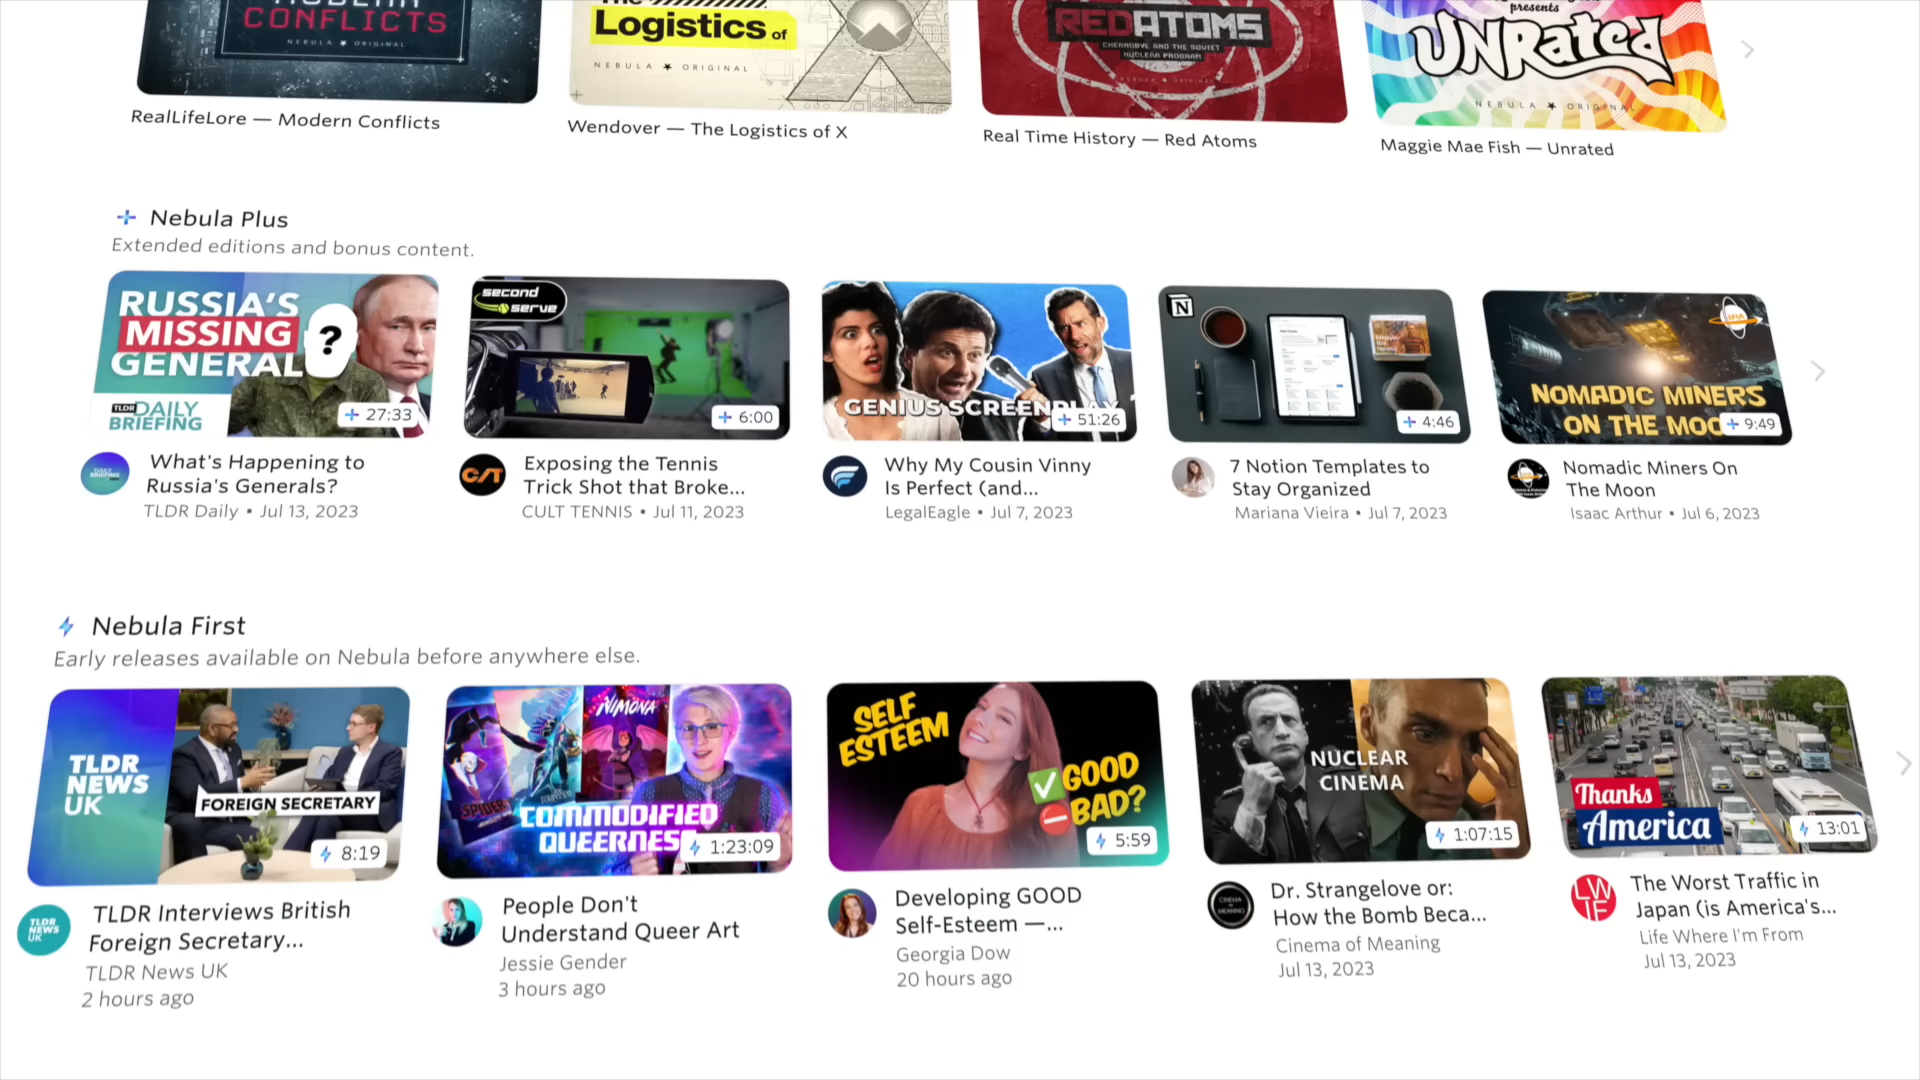 CONFLICTS
NEBULA ★ ORIGINAL
Logistics of
NEBULA ★ ORIGINAL
REDATOMS
CHERNOBYL AND THE SOVIET
NUCLEAR PROGRAM
presents
UNRated
NEBULA ★ ORIGINAL
RealLifeLore — Modern Conflicts
Wendover — The Logistics of X
Real Time History — Red Atoms
Maggie Mae Fish — Unrated
Nebula Plus
Extended editions and bonus content.
RUSSIA'S
MISSING
GENERAL
?
TLDR DAILY
BRIEFING
27:33
second
serve
6:00
GENIUS SCREENPLAY
51:26
N
4:46
SFIA
NOMADIC MINERS
ON THE MOO
9:49
What's Happening to
Russia's Generals?
TLDR Daily • Jul 13, 2023
C/T
Exposing the Tennis
Trick Shot that Broke...
CULT TENNIS • Jul 11, 2023
Why My Cousin Vinny
Is Perfect (and...
LegalEagle • Jul 7, 2023
7 Notion Templates to
Stay Organized
Mariana Vieira • Jul 7, 2023
Nomadic Miners On
The Moon
Isaac Arthur • Jul 6, 2023
Nebula First
Early releases available on Nebula before anywhere else.
TLDR
NEWS
UK
FOREIGN SECRETARY
8:19
NIMONA
SPIDER
COMMODIFIED
QUEERNES
1:23:09
SELF
ESTEEM
GOOD
BAD?
5:59
NUCLEAR
CINEMA
1:07:15
Thanks
America
13:01
TLDR
NEWS
UK
TLDR Interviews British
Foreign Secretary...
TLDR News UK
2 hours ago
People Don't
Understand Queer Art
Jessie Gender
3 hours ago
Developing GOOD
Self-Esteem —...
Georgia Dow
20 hours ago
CINEMA
OF
MEANING
Dr. Strangelove or:
How the Bomb Beca...
Cinema of Meaning
Jul 13, 2023
LW
IF
The Worst Traffic in
Japan (is America's...
Life Where I'm From
Jul 13, 2023